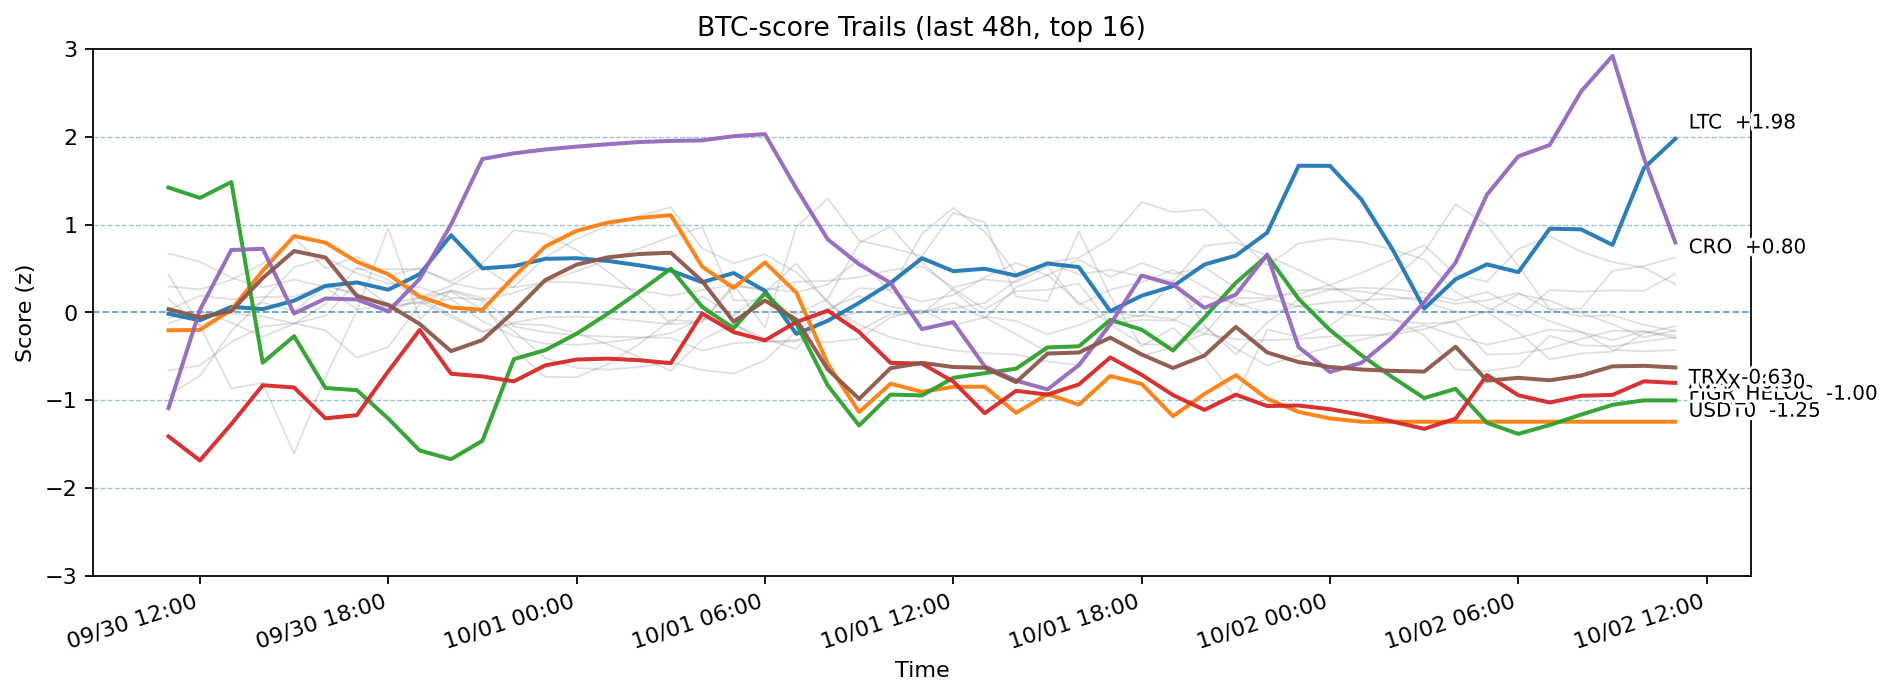 BTC-score Trails (last 48h, top 16)
Score (z)
3
2
1
0
−1
−2
−3
LTC +1.98
CRO +0.80
TRX -0.63
FIGR_HELOC -1.00
USDT0 -1.25
09/30 12:00
09/30 18:00
10/01 00:00
10/01 06:00
10/01 12:00
10/01 18:00
10/02 00:00
10/02 06:00
10/02 12:00
Time